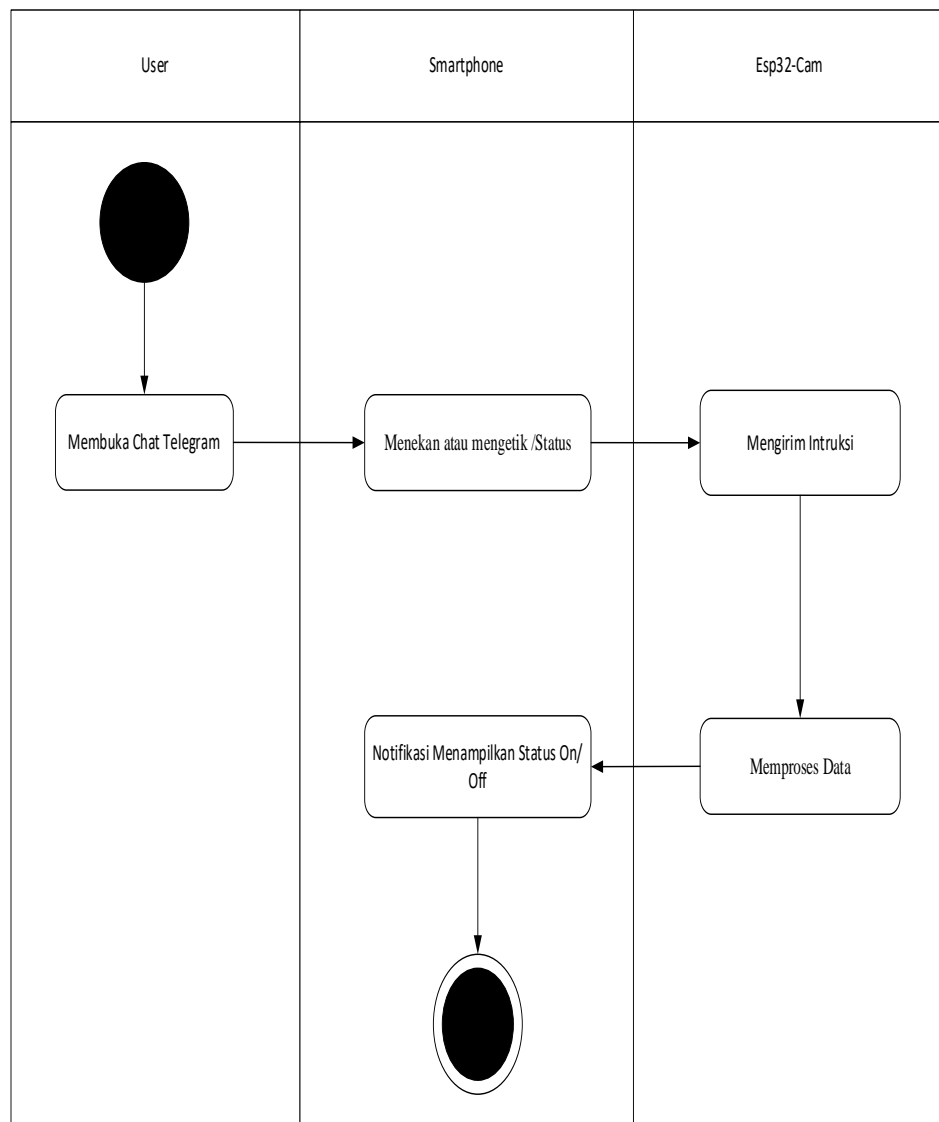 User
Smartphone
Esp32-Cam
Membuka Chat Telegram
Menekan atau mengetik /Status
Mengirim Intruksi
Notifikasi Menampilkan Status On/
Off
Memproses Data